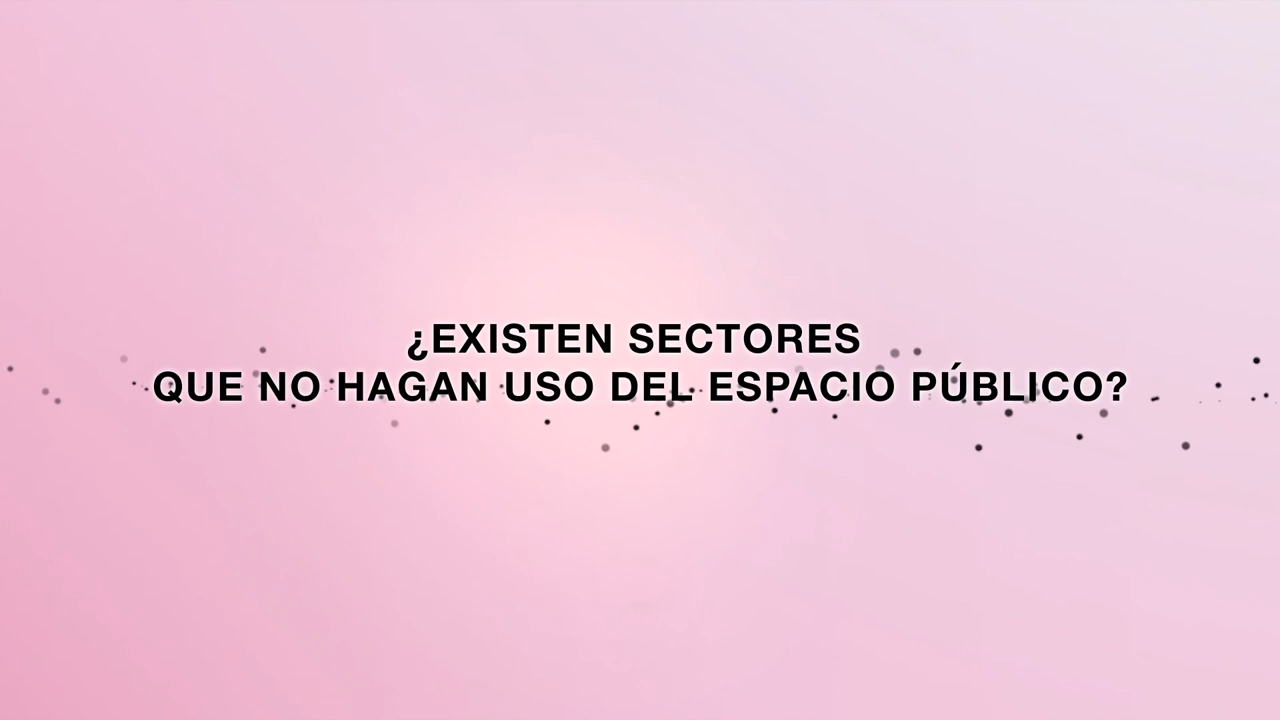 ¿EXISTEN SECTORES
QUE NO HAGAN USO DEL ESPACIO PÚBLICO?